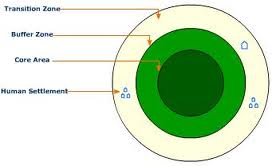 Transition Zone
Buffer Zone
Core Area
Human Settlement